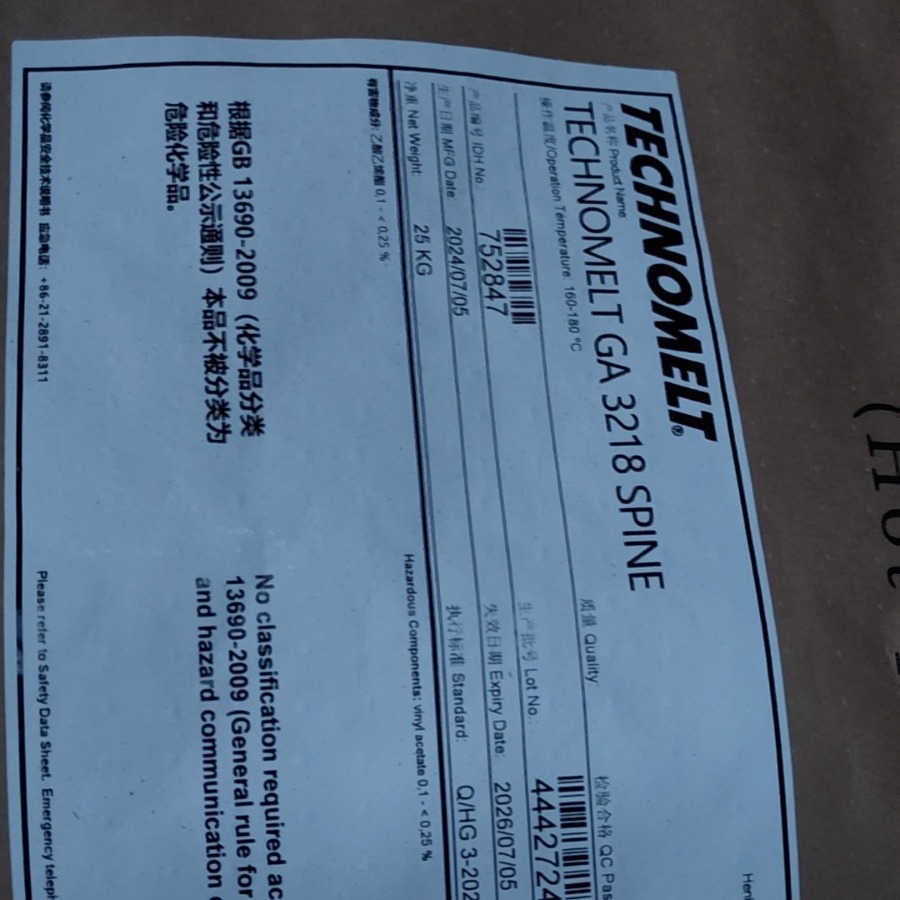 TECHNOMELT®
产品名称 Product Name
TECHNOMELT GA 3218 SPINE
操作温度/Operation Temperature: 160-180 °C
质量 Quality
检验合格 QC Pas
产品编号 IDH No.
752847
生产批号 Lot No.:
4442724
生产日期 MFG Date: 2024/07/05
失效日期 Expiry Date: 2026/07/05
净重 Net Weight: 25 KG
执行标准 Standard: Q/HG 3-202
有害物成分: 乙酸乙烯酯 0,1 - < 0,25 %
Hazardous Components: vinyl acetate 0,1 - < 0,25 %
根据GB 13690-2009（化学品分类
和危险性公示通则）本品不被分类为
危险化学品。
No classification required ac
13690-2009 (General rule for
and hazard communication
请参阅化学品安全技术说明书 应急电话: +86-21-2891-8311
Please refer to Safety Data Sheet. Emergency teleph
Henk
(Hot